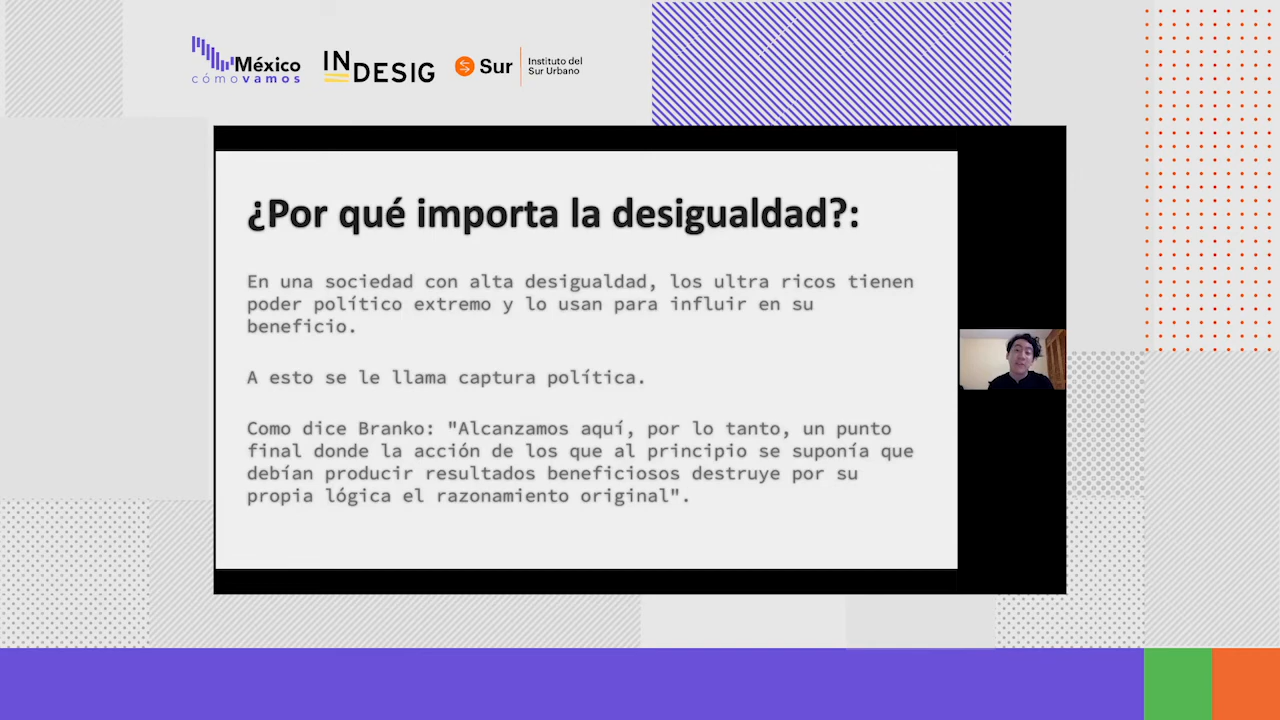 México
cómo vamos
INDESIG
Sur
Instituto del
Sur Urbano
¿Por qué importa la desigualdad?:
En una sociedad con alta desigualdad, los ultra ricos tienen
poder político extremo y lo usan para influir en su
beneficio.
A esto se le llama captura política.
Como dice Branko: "Alcanzamos aquí, por lo tanto, un punto
final donde la acción de los que al principio se suponía que
debían producir resultados beneficiosos destruye por su
propia lógica el razonamiento original".